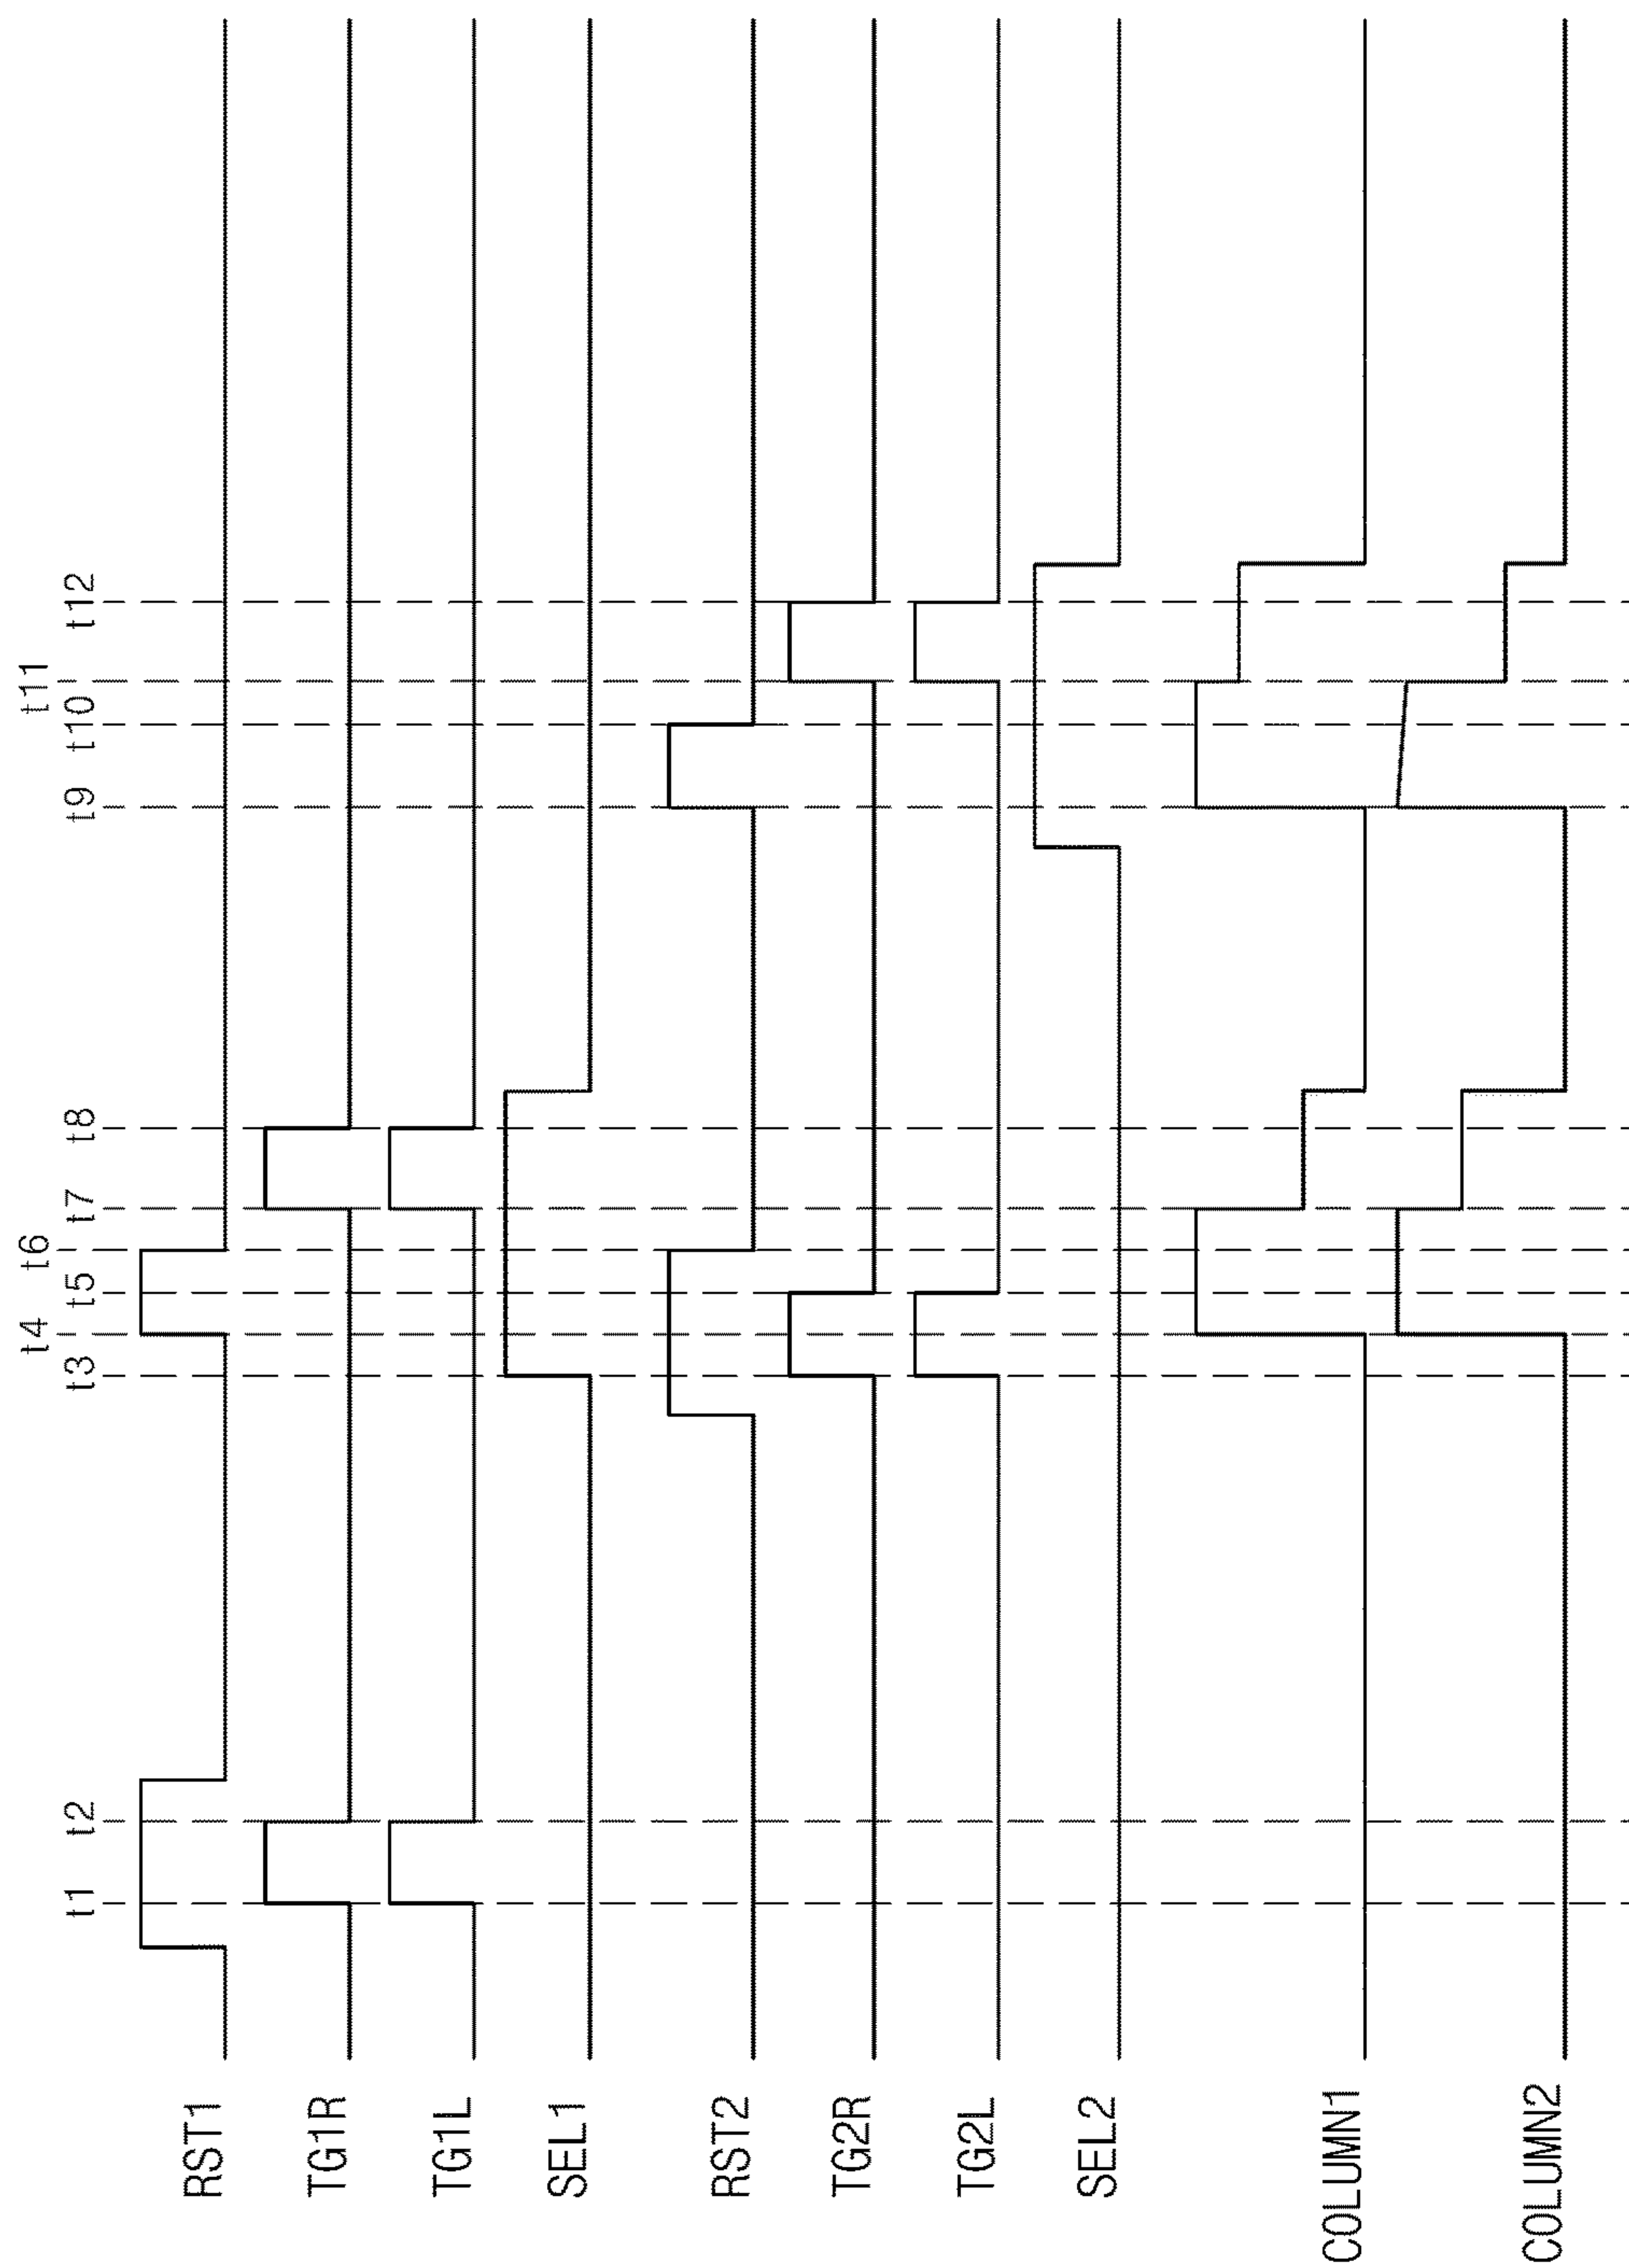 t4 t6 t11
t1 t2 t3 t5 t7 t8 t9 t10 t12
RST1
TG1R
TG1L
SEL1
RST2
TG2R
TG2L
SEL2
COLUMN1
COLUMN2